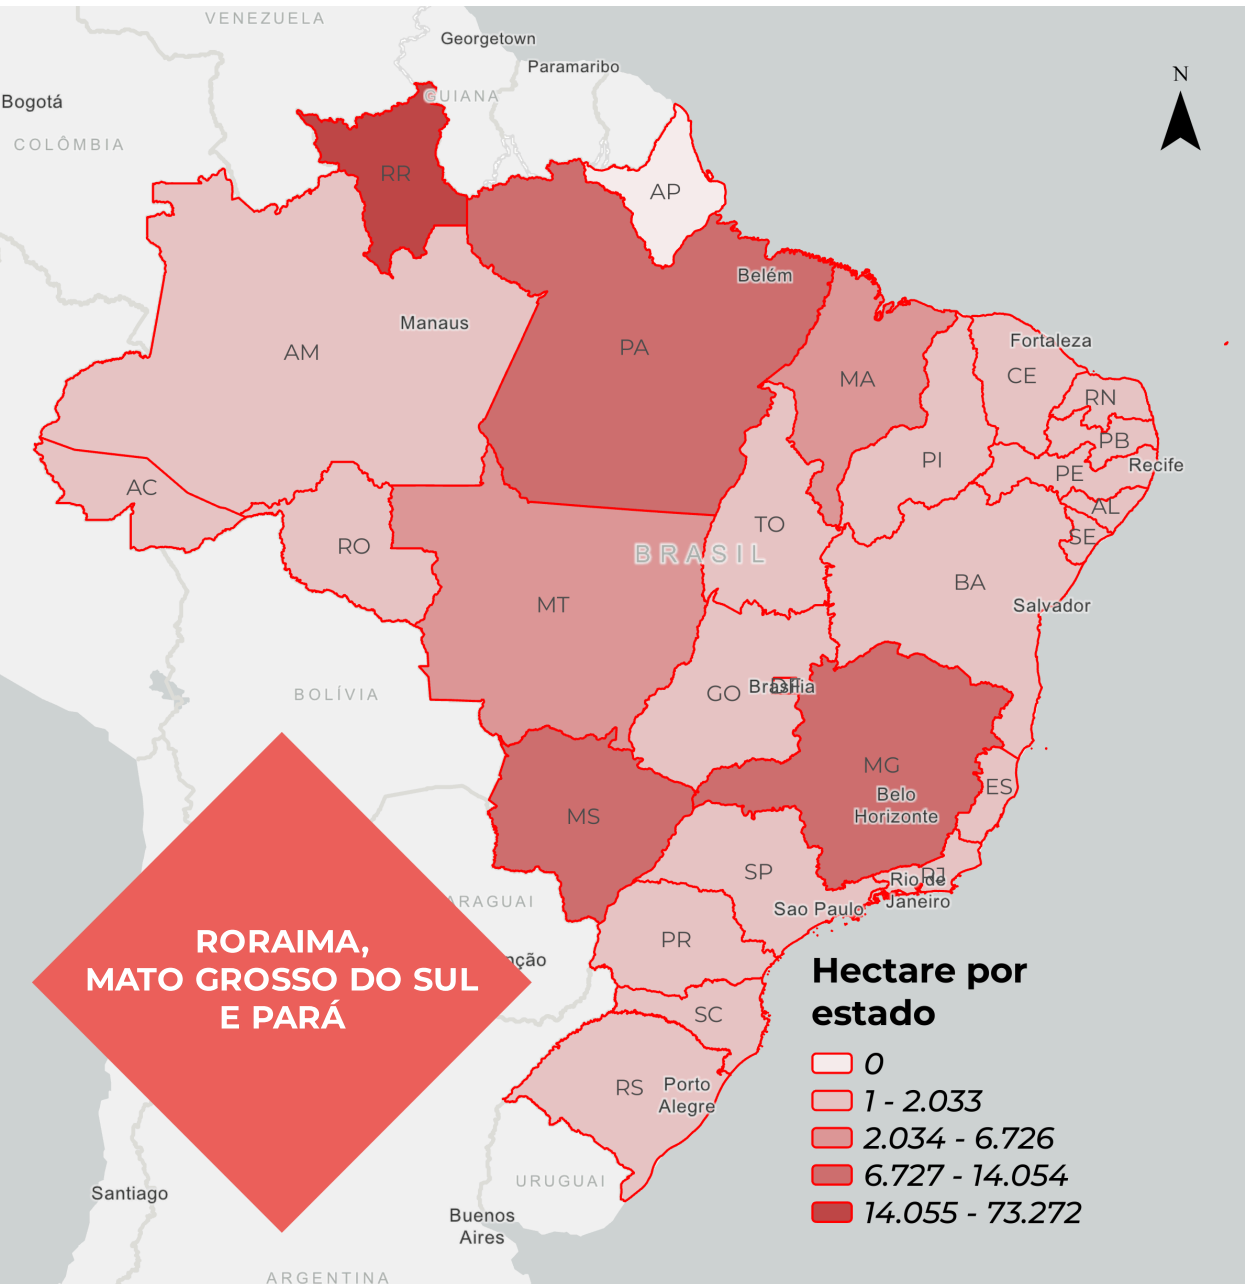 VENEZUELA
Georgetown
Paramaribo
N
Bogotá
GUIANA
COLÔMBIA
RR
AP
Belém
Manaus
Fortaleza
AM
PA
MA
CE
RN
PB
PI
PE
Recife
AC
AL
TO
SE
RO
BRASIL
BA
MT
Salvador
BOLÍVIA
GO
Brasília
DF
MG
ES
Belo
Horizonte
MS
SP
RJ
Rio de
Janeiro
Sao Paulo
ARAGUAI
PR
nção
RORAIMA,
MATO GROSSO DO SUL
E PARÁ
SC
RS
Porto
Alegre
Hectare por
estado
0
1 - 2.033
2.034 - 6.726
6.727 - 14.054
14.055 - 73.272
Santiago
URUGUAI
Buenos
Aires
ARGENTINA